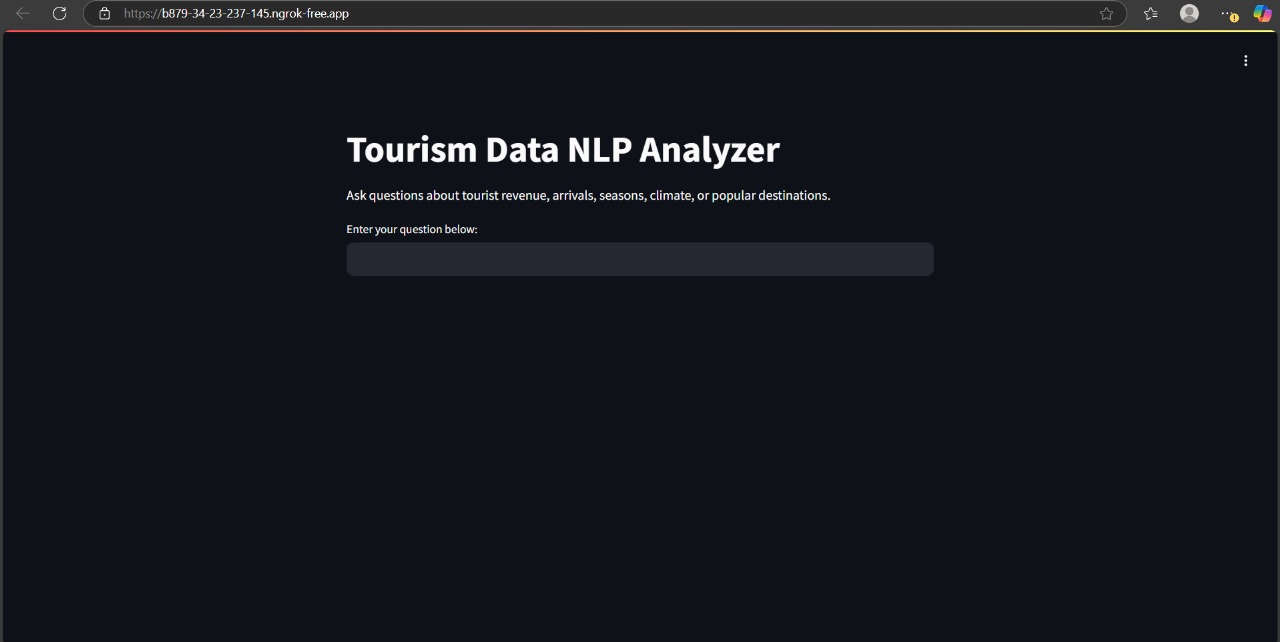 https://b879-34-23-237-145.ngrok-free.app
Tourism Data NLP Analyzer
Ask questions about tourist revenue, arrivals, seasons, climate, or popular destinations.
Enter your question below: